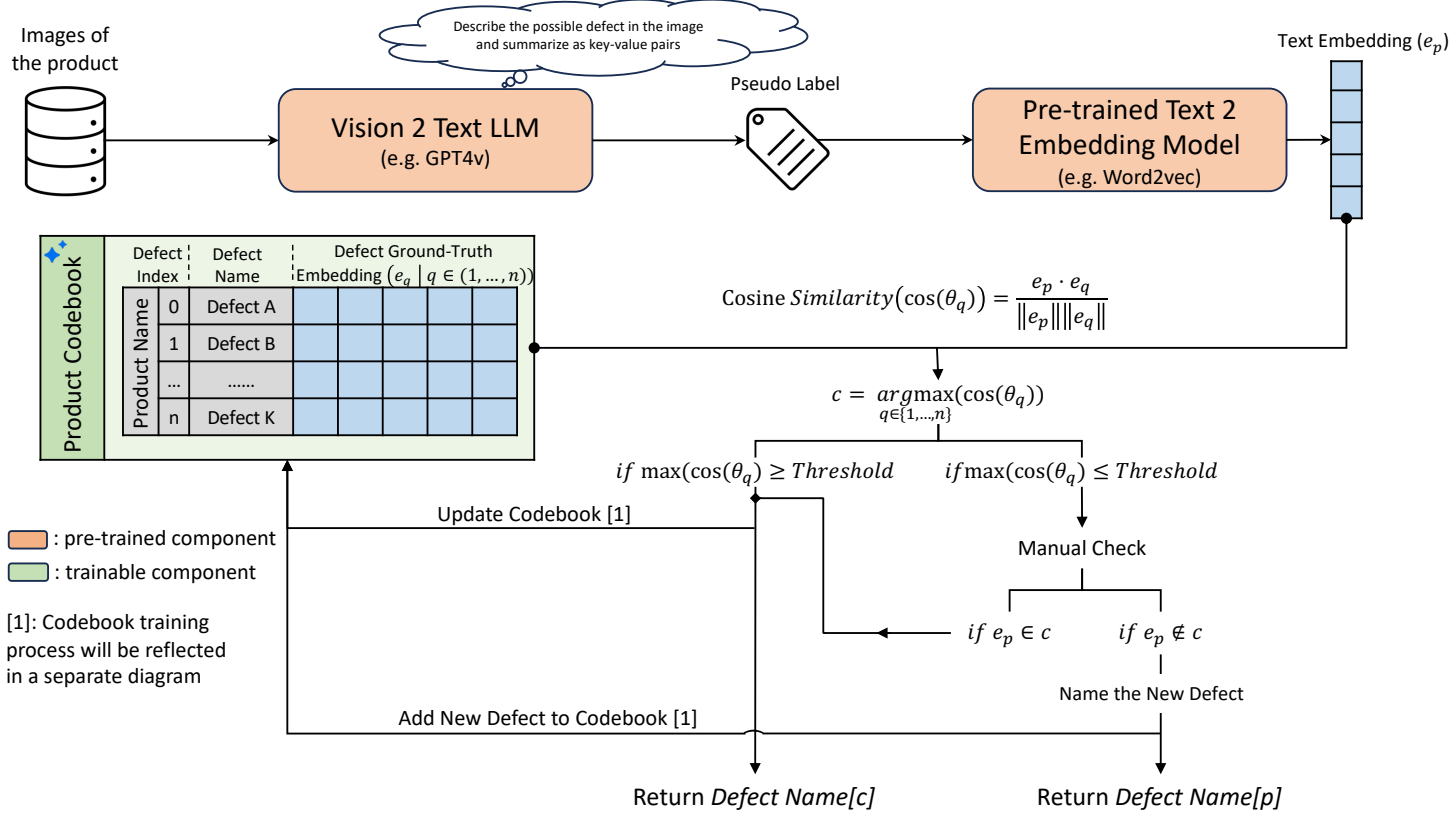 Images of
the product
Describe the possible defect in the image
and summarize as key-value pairs
Vision 2 Text LLM
(e.g. GPT4v)
Pseudo Label
Pre-trained Text 2
Embedding Model
(e.g. Word2vec)
Text Embedding (e_p)
Product Codebook
Defect
Index
Defect
Name
Defect Ground-Truth
Embedding (e_q | q ∈ (1, ..., n))
Product Name
0 Defect A
1 Defect B
... ......
n Defect K
Cosine Similarity(cos(θ_q)) = e_p · e_q / ‖e_p‖‖e_q‖
c = argmax(cos(θ_q))
q∈{1,...,n}
if max(cos(θ_q) ≥ Threshold
if max(cos(θ_q) ≤ Threshold
Update Codebook [1]
Manual Check
: pre-trained component
: trainable component
[1]: Codebook training
process will be reflected
in a separate diagram
if e_p ∈ c
if e_p ∉ c
Name the New Defect
Add New Defect to Codebook [1]
Return Defect Name[c]
Return Defect Name[p]